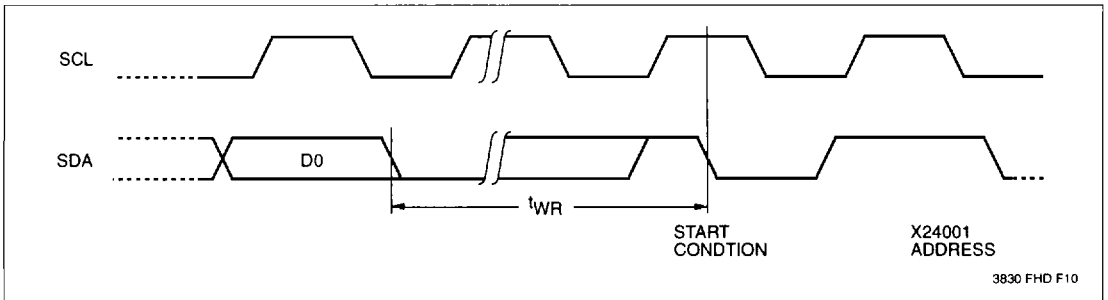 SCL
SDA
D0
tWR
START
CONDTION
X24001
ADDRESS
3830 FHD F10